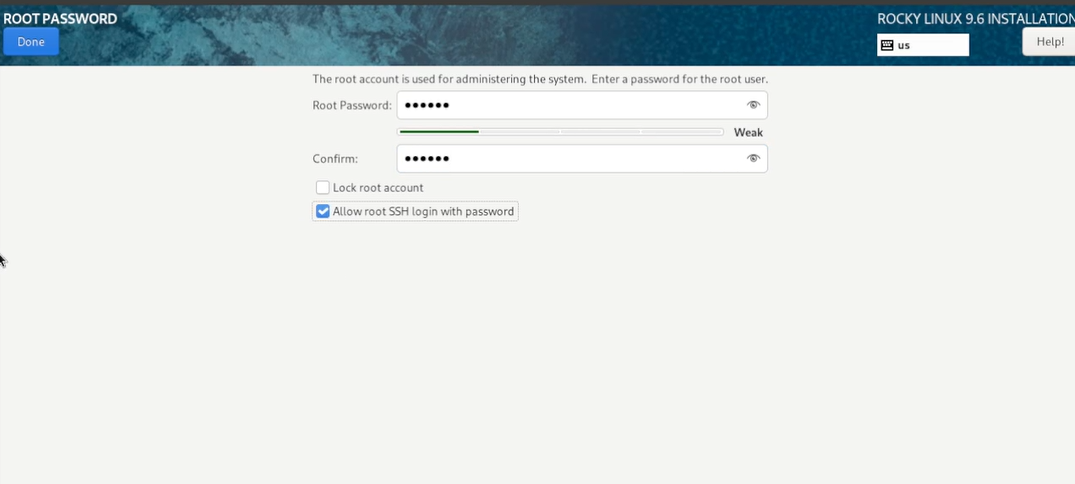 ROOT PASSWORD
ROCKY LINUX 9.6 INSTALLATION
Done
us
Help!
The root account is used for administering the system. Enter a password for the root user.
Root Password: ●●●●●●
Weak
Confirm: ●●●●●●
Lock root account
Allow root SSH login with password